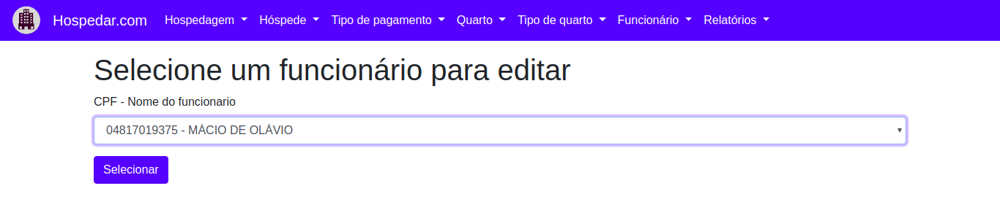 Hospedar.com Hospedagem Hóspede Tipo de pagamento Quarto Tipo de quarto Funcionário Relatórios
Selecione um funcionário para editar
CPF - Nome do funcionario
04817019375 - MÁCIO DE OLÁVIO
Selecionar